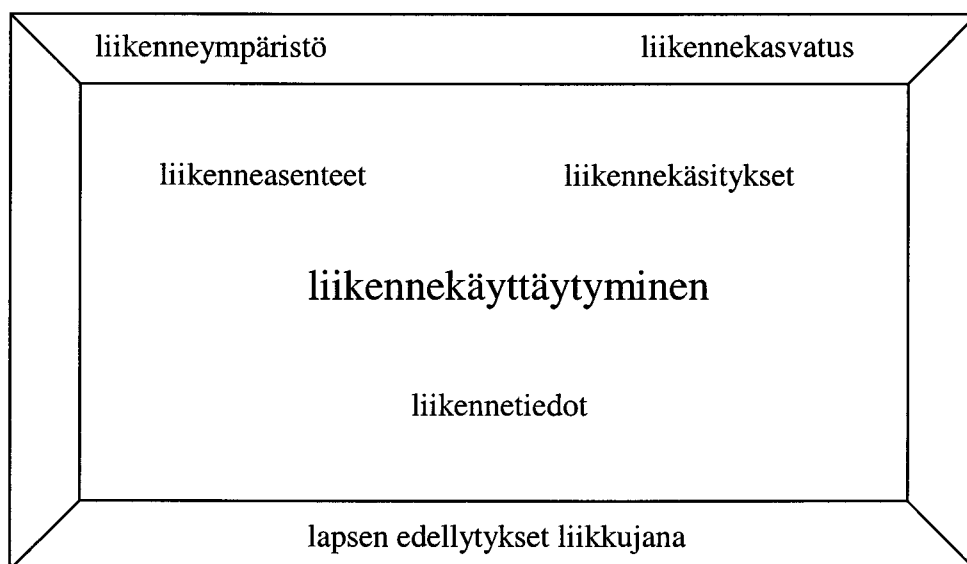 liikenneympäristö liikennekasvatus
liikenneasenteet liikennekäsitykset
liikennekäyttäytyminen
liikennetiedot
lapsen edellytykset liikkujana